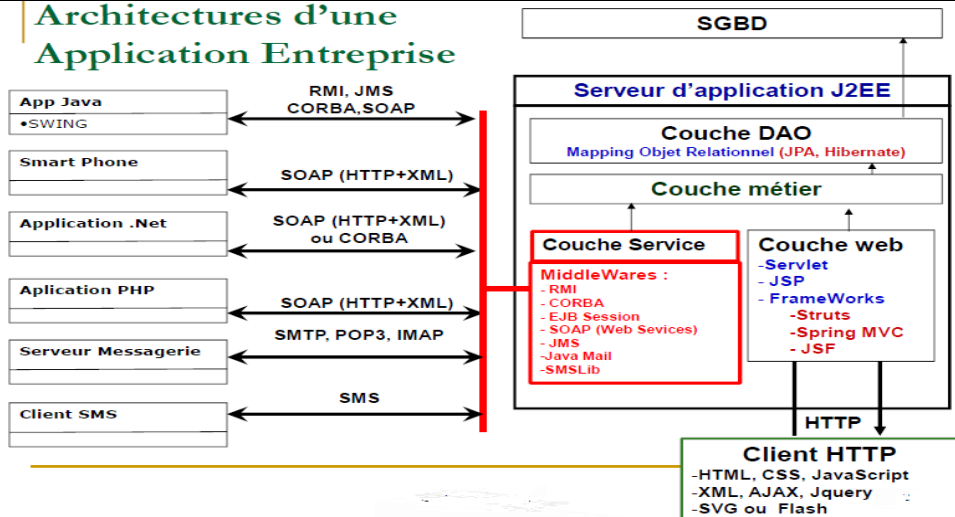 Architectures d'une
Application Entreprise
App Java
•SWING
Smart Phone
Application .Net
Aplication PHP
Serveur Messagerie
Client SMS
RMI, JMS
CORBA,SOAP
SOAP (HTTP+XML)
SOAP (HTTP+XML)
ou CORBA
SOAP (HTTP+XML)
SMTP, POP3, IMAP
SMS
SGBD
Serveur d'application J2EE
Couche DAO
Mapping Objet Relationnel (JPA, Hibernate)
Couche métier
Couche Service
MiddleWares :
- RMI
- CORBA
- EJB Session
- SOAP (Web Sevices)
- JMS
-Java Mail
-SMSLib
Couche web
-Servlet
- JSP
- FrameWorks
-Struts
-Spring MVC
- JSF
HTTP
Client HTTP
-HTML, CSS, JavaScript
-XML, AJAX, Jquery
-SVG ou Flash